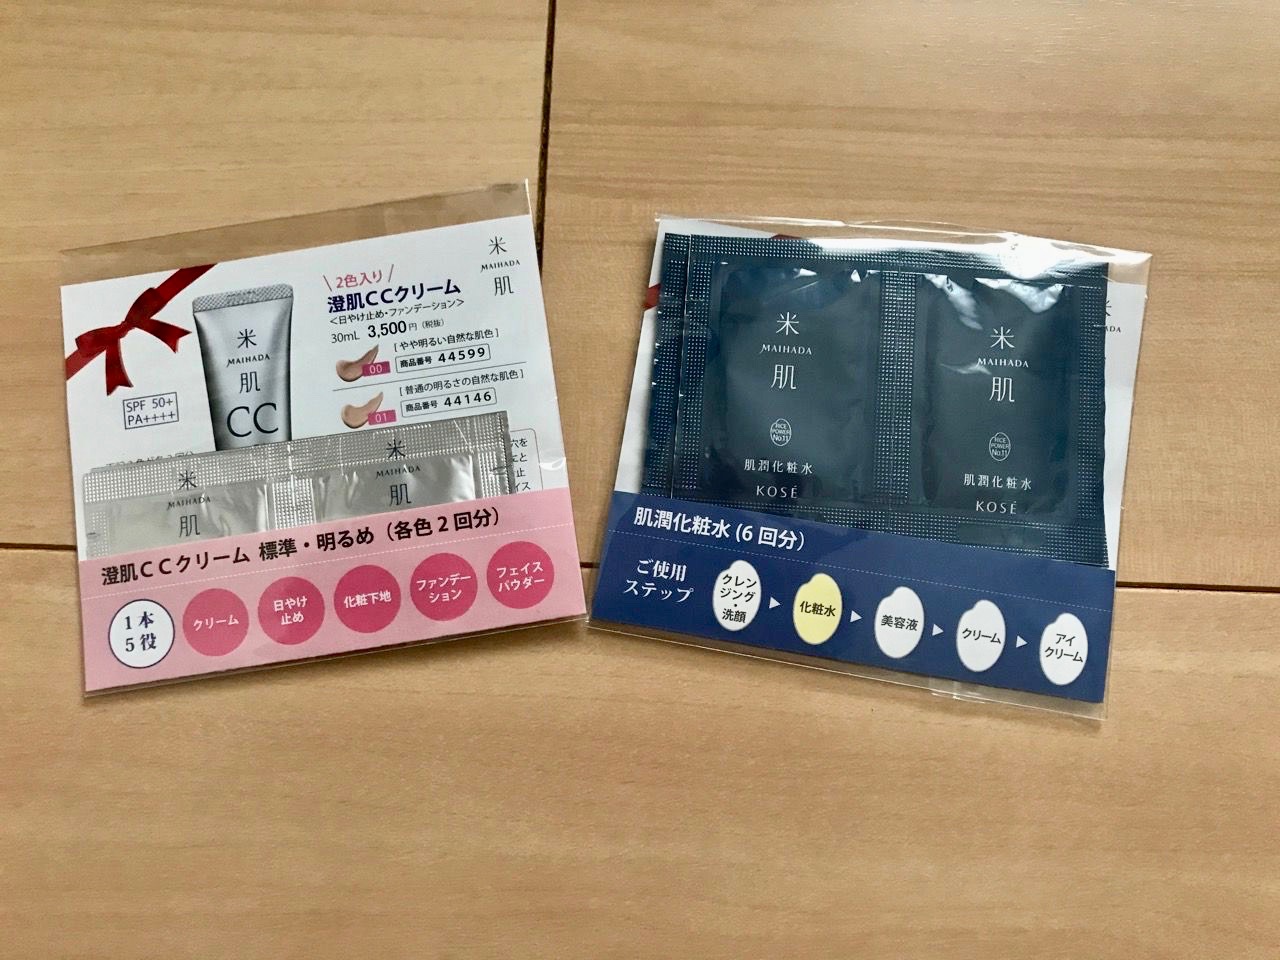 米
MAIHADA
肌
2色入り
澄肌CCクリーム
<日やけ止め・ファンデーション>
30mL 3,500円(税抜)
[やや明るい自然な肌色]
00 商品番号 44599
[普通の明るさの自然な肌色]
01 商品番号 44146
SPF 50+
PA++++
米
MAIHADA
肌
CC
米
MAIHADA
肌
米
MAIHADA
肌
澄肌CCクリーム 標準・明るめ(各色2回分)
1本
5役
クリーム
日やけ
止め
化粧下地
ファンデー
ション
フェイス
パウダー
米
MAIHADA
肌
RICE
POWER
No.11
肌潤化粧水
KOSÉ
米
MAIHADA
肌
RICE
POWER
No.11
肌潤化粧水
KOSÉ
肌潤化粧水(6回分)
ご使用
ステップ
クレン
ジング・
洗顔
化粧水
美容液
クリーム
アイ
クリーム